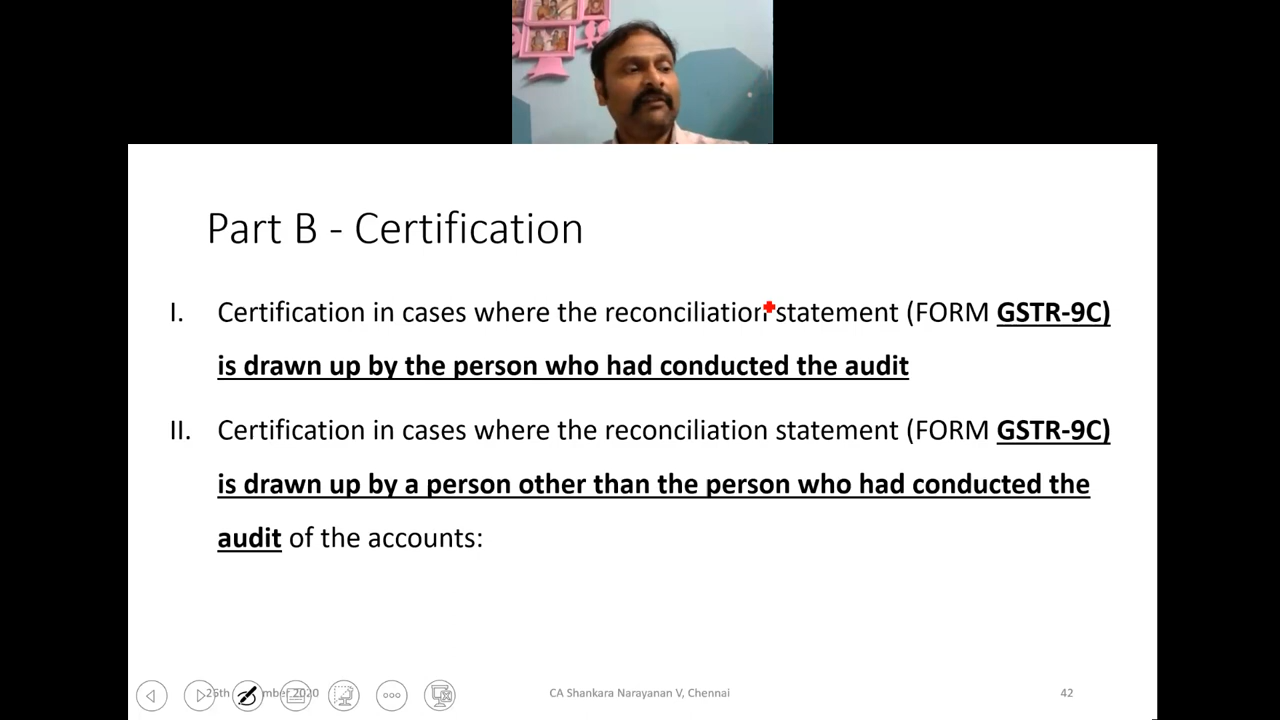 Part B - Certification
I. Certification in cases where the reconciliation statement (FORM GSTR-9C)
is drawn up by the person who had conducted the audit
II. Certification in cases where the reconciliation statement (FORM GSTR-9C)
is drawn up by a person other than the person who had conducted the
audit of the accounts:
2020
CA Shankara Narayanan V, Chennai
42